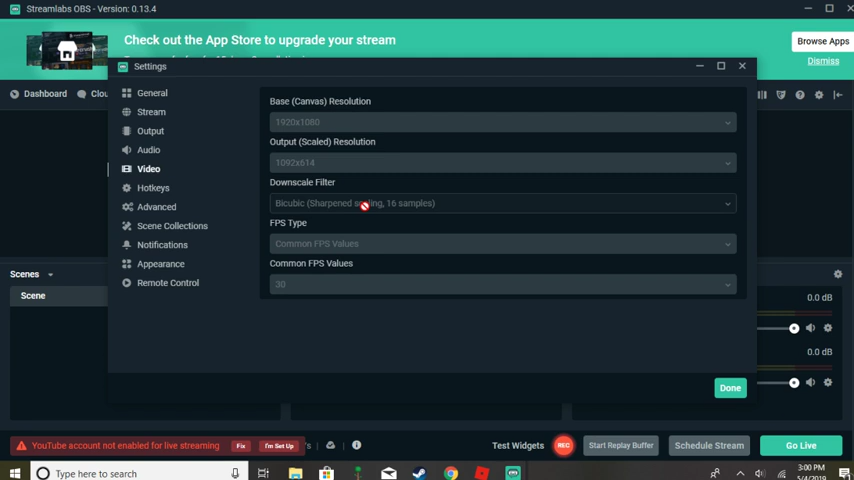 Streamlabs OBS - Version: 0.13.4
Check out the App Store to upgrade your stream
Browse Apps
Dismiss
Settings
Dashboard
Clou
General
Stream
Output
Audio
Video
Hotkeys
Advanced
Scene Collections
Notifications
Appearance
Remote Control
Base (Canvas) Resolution
1920x1080
Output (Scaled) Resolution
1092x614
Downscale Filter
Bicubic (Sharpened scaling, 16 samples)
FPS Type
Common FPS Values
Common FPS Values
30
Done
Scenes
Scene
0.0 dB
0.0 dB
YouTube account not enabled for live streaming
Fix
I'm Set Up
's
Test Widgets
REC
Start Replay Buffer
Schedule Stream
Go Live
Type here to search
3:00 PM
5/4/2019